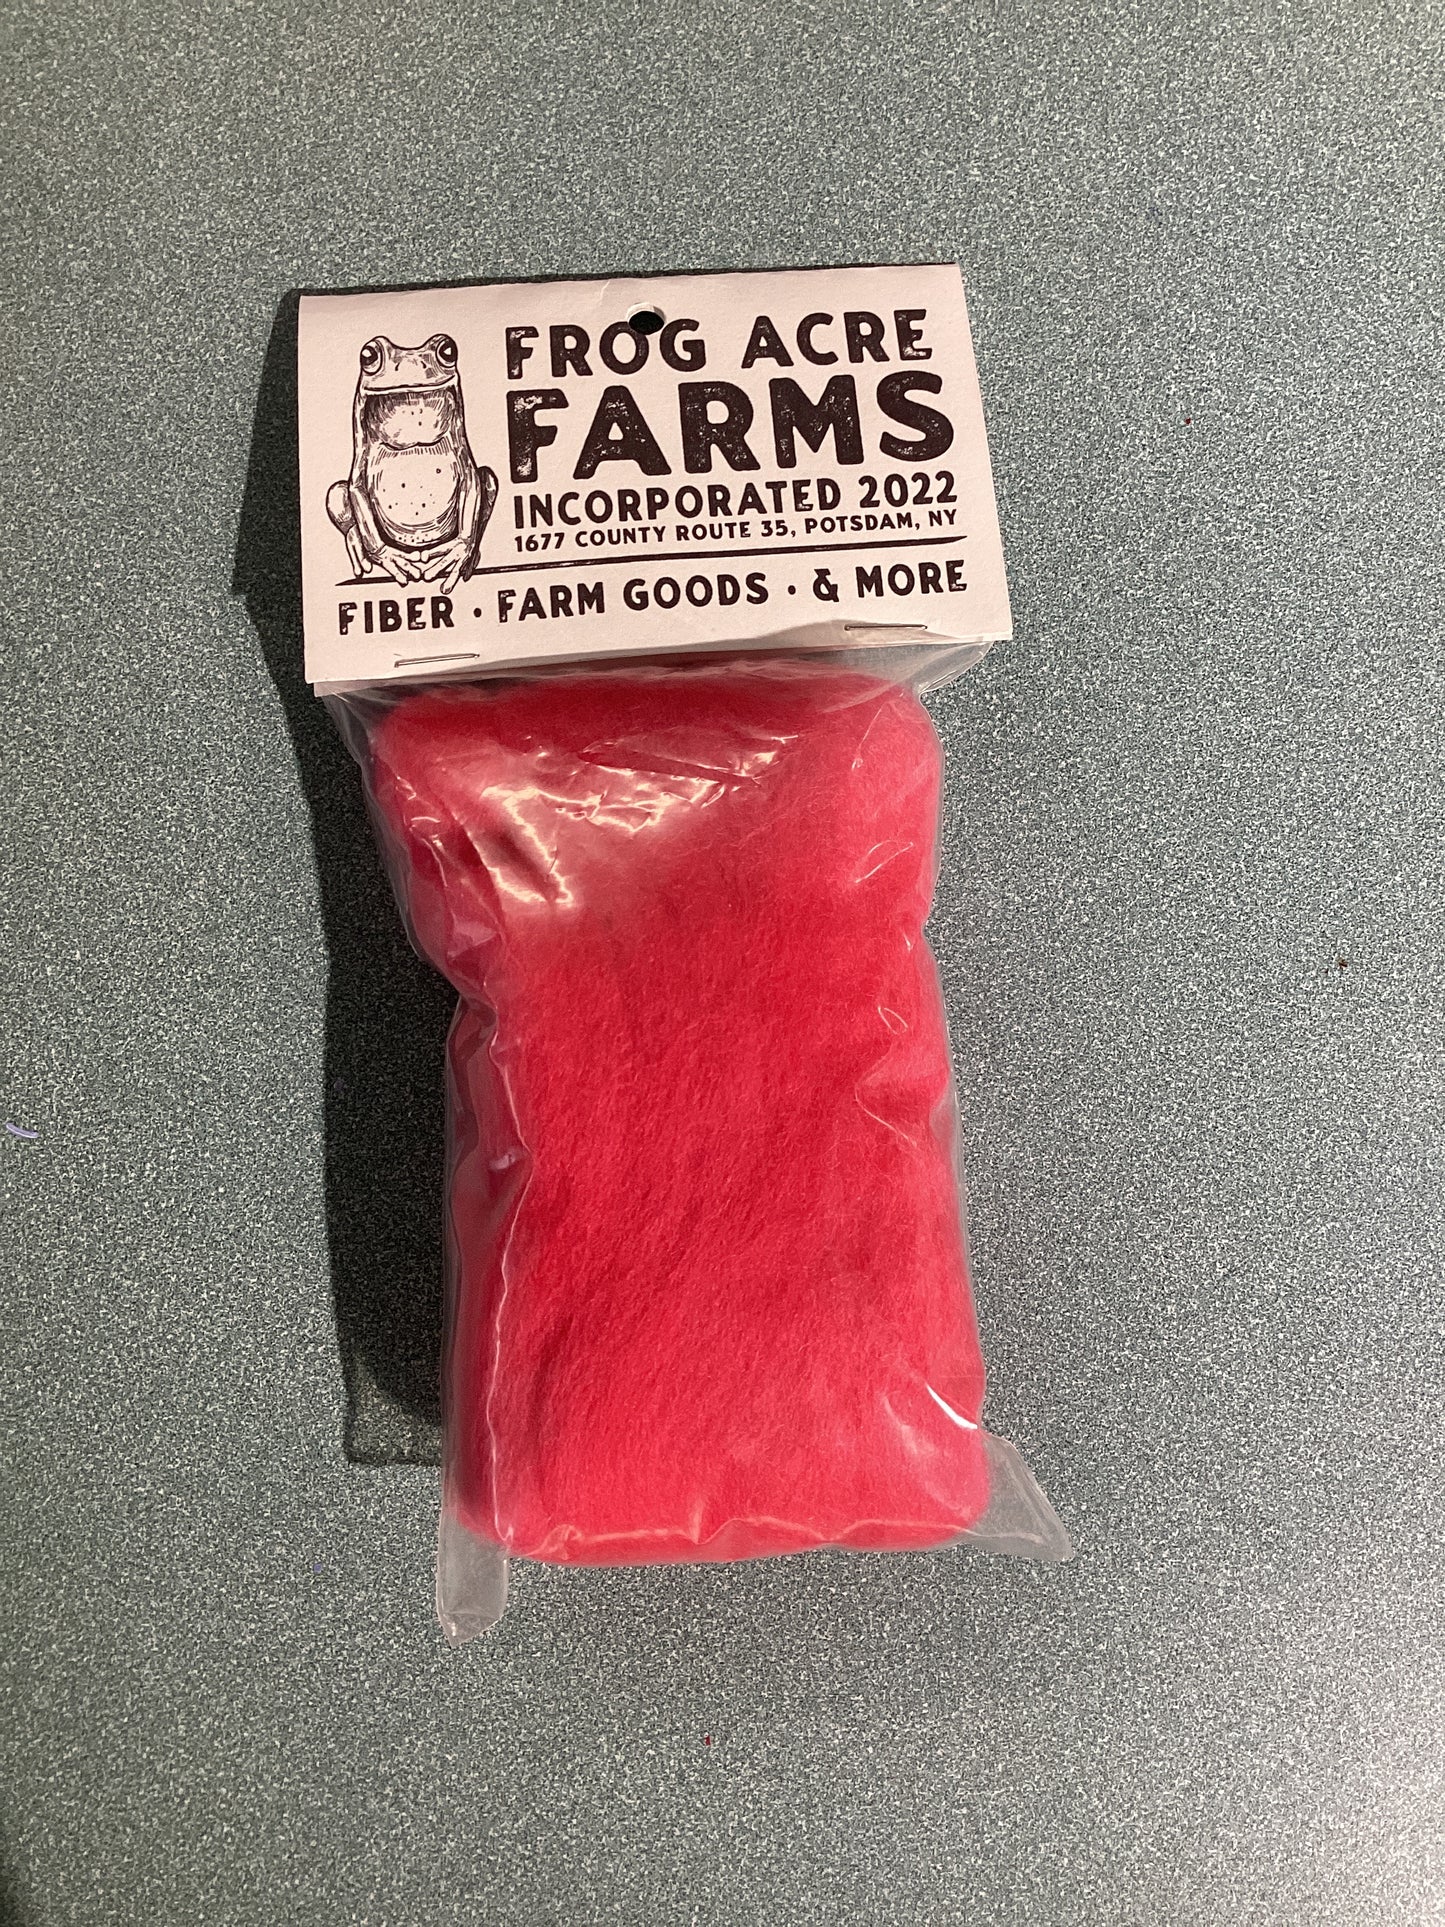 FROG ACRE
FARMS
INCORPORATED 2022
1677 COUNTY ROUTE 35, POTSDAM, NY
FIBER · FARM GOODS · & MORE